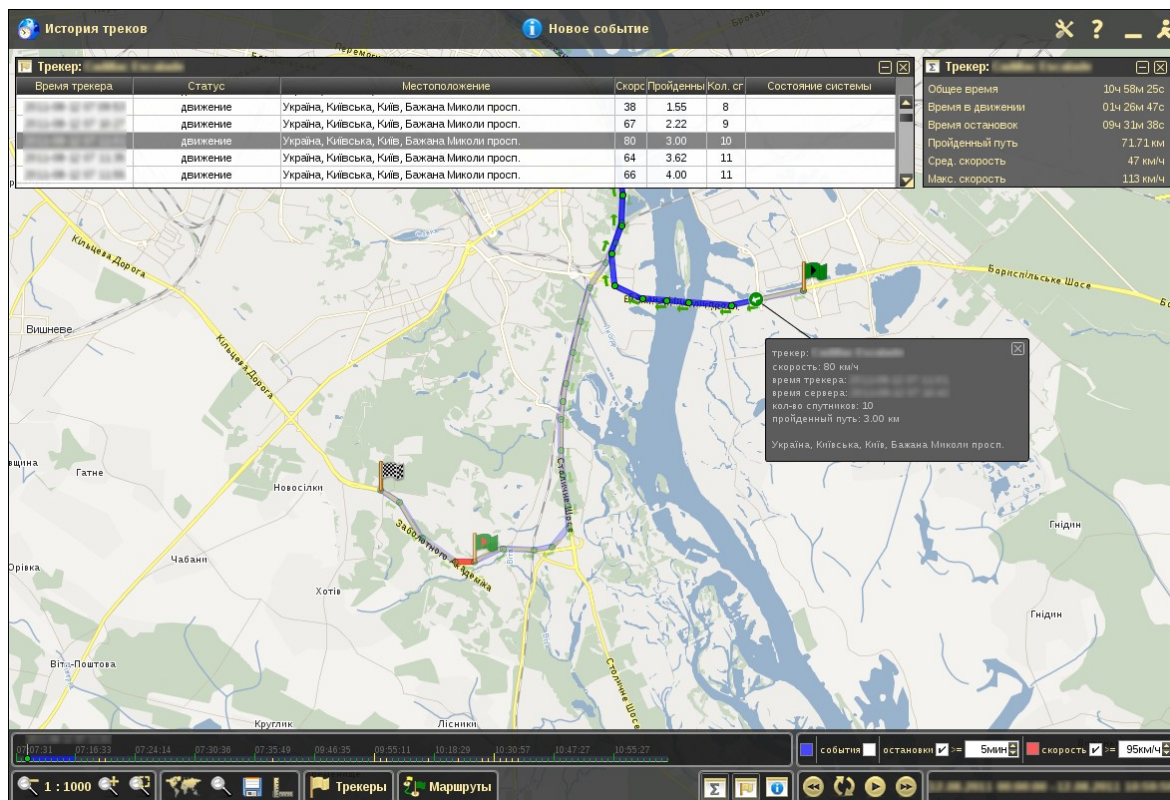 История треков
Новое событие
?
Трекер:
Время трекера Статус Местоположение Скорс Пройденны Кол. сг Состояние системы
движение Україна, Київська, Київ, Бажана Миколи просп. 38 1.55 8
движение Україна, Київська, Київ, Бажана Миколи просп. 67 2.22 9
движение Україна, Київська, Київ, Бажана Миколи просп. 80 3.00 10
движение Україна, Київська, Київ, Бажана Миколи просп. 64 3.62 11
движение Україна, Київська, Київ, Бажана Миколи просп. 66 4.00 11
Σ Трекер:
Общее время 10ч 58м 25с
Время в движении 01ч 26м 47с
Время остановок 09ч 31м 38с
Пройденный путь 71.71 км
Сред. скорость 47 км/ч
Макс. скорость 113 км/ч
Кільцева Дорога
Бориспільське Шосе
Вишневе
Кільцева Дорога
трекер:
скорость: 80 км/ч
время трекера:
время сервера:
кол-во спутников: 10
пройденный путь: 3.00 км
Україна, Київська, Київ, Бажана Миколи просп.
вщина
Гатне
Новосілки
Столичне Шосе
Заболотного Академіка
Гнідин
Чабани
Орівка
Хотів
Гнідин
Віта-Поштова
Столичне Шосе
Круглик
Лісники
07:07:31 07:16:33 07:24:14 07:30:36 07:35:49 09:46:35 09:55:11 10:18:29 10:30:57 10:47:27 10:55:27
события остановки >= 5мин скорость >= 95км/ч
1 : 1000 Трекеры Маршруты Σ